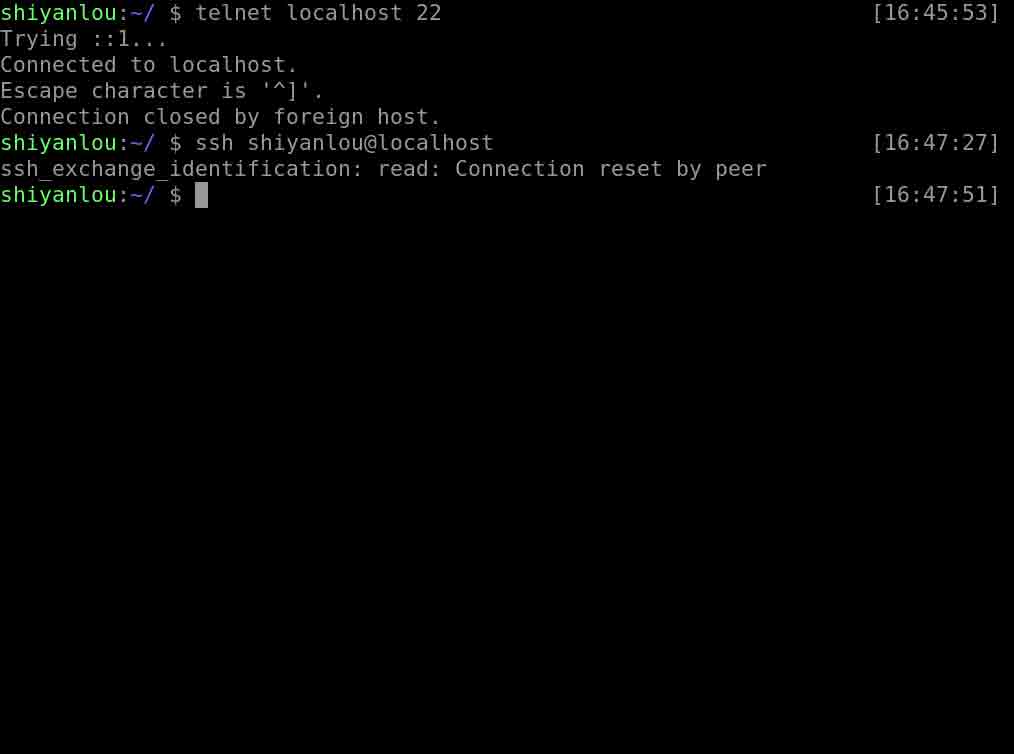 shiyanlou:~/ $ telnet localhost 22 [16:45:53]
Trying ::1...
Connected to localhost.
Escape character is '^]'.
Connection closed by foreign host.
shiyanlou:~/ $ ssh shiyanlou@localhost [16:47:27]
ssh_exchange_identification: read: Connection reset by peer
shiyanlou:~/ $ [16:47:51]